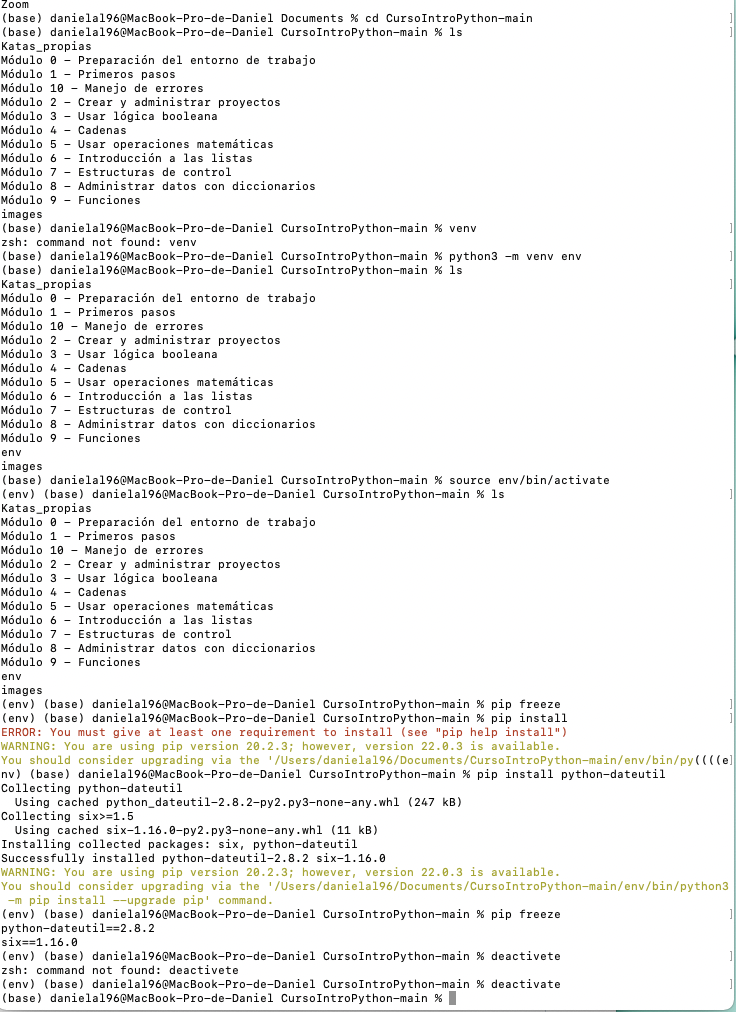 Zoom
(base) danielal96@MacBook-Pro-de-Daniel Documents % cd CursoIntroPython-main ]
(base) danielal96@MacBook-Pro-de-Daniel CursoIntroPython-main % ls ]
Katas_propias
Módulo 0 - Preparación del entorno de trabajo
Módulo 1 - Primeros pasos
Módulo 10 - Manejo de errores
Módulo 2 - Crear y administrar proyectos
Módulo 3 - Usar lógica booleana
Módulo 4 - Cadenas
Módulo 5 - Usar operaciones matemáticas
Módulo 6 - Introducción a las listas
Módulo 7 - Estructuras de control
Módulo 8 - Administrar datos con diccionarios
Módulo 9 - Funciones
images
(base) danielal96@MacBook-Pro-de-Daniel CursoIntroPython-main % venv ]
zsh: command not found: venv
(base) danielal96@MacBook-Pro-de-Daniel CursoIntroPython-main % python3 -m venv env ]
(base) danielal96@MacBook-Pro-de-Daniel CursoIntroPython-main % ls
Katas_propias ]
Módulo 0 - Preparación del entorno de trabajo
Módulo 1 - Primeros pasos
Módulo 10 - Manejo de errores
Módulo 2 - Crear y administrar proyectos
Módulo 3 - Usar lógica booleana
Módulo 4 - Cadenas
Módulo 5 - Usar operaciones matemáticas
Módulo 6 - Introducción a las listas
Módulo 7 - Estructuras de control
Módulo 8 - Administrar datos con diccionarios
Módulo 9 - Funciones
env
images
(base) danielal96@MacBook-Pro-de-Daniel CursoIntroPython-main % source env/bin/activate
(env) (base) danielal96@MacBook-Pro-de-Daniel CursoIntroPython-main % ls ]
Katas_propias
Módulo 0 - Preparación del entorno de trabajo
Módulo 1 - Primeros pasos
Módulo 10 - Manejo de errores
Módulo 2 - Crear y administrar proyectos
Módulo 3 - Usar lógica booleana
Módulo 4 - Cadenas
Módulo 5 - Usar operaciones matemáticas
Módulo 6 - Introducción a las listas
Módulo 7 - Estructuras de control
Módulo 8 - Administrar datos con diccionarios
Módulo 9 - Funciones
env
images
(env) (base) danielal96@MacBook-Pro-de-Daniel CursoIntroPython-main % pip freeze ]
(env) (base) danielal96@MacBook-Pro-de-Daniel CursoIntroPython-main % pip install ]
ERROR: You must give at least one requirement to install (see "pip help install")
WARNING: You are using pip version 20.2.3; however, version 22.0.3 is available.
You should consider upgrading via the '/Users/danielal96/Documents/CursoIntroPython-main/env/bin/py((((e]
nv) (base) danielal96@MacBook-Pro-de-Daniel CursoIntroPython-main % pip install python-dateutil
Collecting python-dateutil
  Using cached python_dateutil-2.8.2-py2.py3-none-any.whl (247 kB)
Collecting six>=1.5
  Using cached six-1.16.0-py2.py3-none-any.whl (11 kB)
Installing collected packages: six, python-dateutil
Successfully installed python-dateutil-2.8.2 six-1.16.0
WARNING: You are using pip version 20.2.3; however, version 22.0.3 is available.
You should consider upgrading via the '/Users/danielal96/Documents/CursoIntroPython-main/env/bin/python3
 -m pip install --upgrade pip' command.
(env) (base) danielal96@MacBook-Pro-de-Daniel CursoIntroPython-main % pip freeze ]
python-dateutil==2.8.2
six==1.16.0
(env) (base) danielal96@MacBook-Pro-de-Daniel CursoIntroPython-main % deactivete ]
zsh: command not found: deactivete
(env) (base) danielal96@MacBook-Pro-de-Daniel CursoIntroPython-main % deactivate ]
(base) danielal96@MacBook-Pro-de-Daniel CursoIntroPython-main %